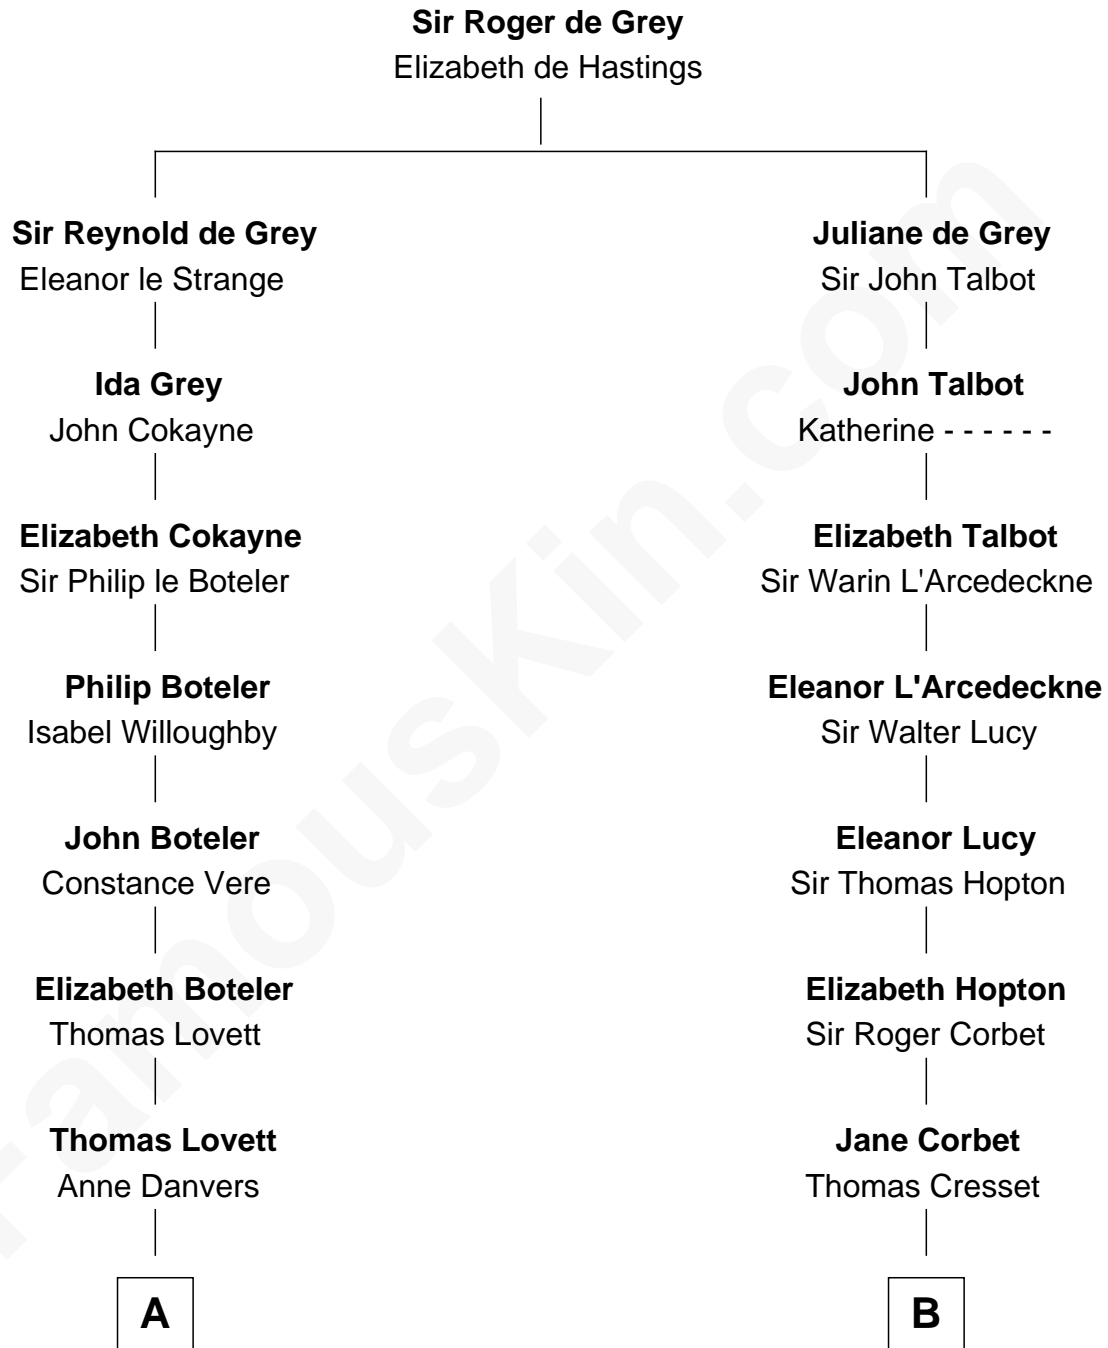 Sir Roger de Grey
Elizabeth de Hastings
Sir Reynold de Grey
Eleanor le Strange
Juliane de Grey
Sir John Talbot
Ida Grey
John Cokayne
John Talbot
Katherine - - - - - -
Elizabeth Cokayne
Sir Philip le Boteler
Elizabeth Talbot
Sir Warin L'Arcedeckne
Philip Boteler
Isabel Willoughby
Eleanor L'Arcedeckne
Sir Walter Lucy
John Boteler
Constance Vere
Eleanor Lucy
Sir Thomas Hopton
Elizabeth Boteler
Thomas Lovett
Elizabeth Hopton
Sir Roger Corbet
Thomas Lovett
Anne Danvers
Jane Corbet
Thomas Cresset
A
B
FamousKin.com